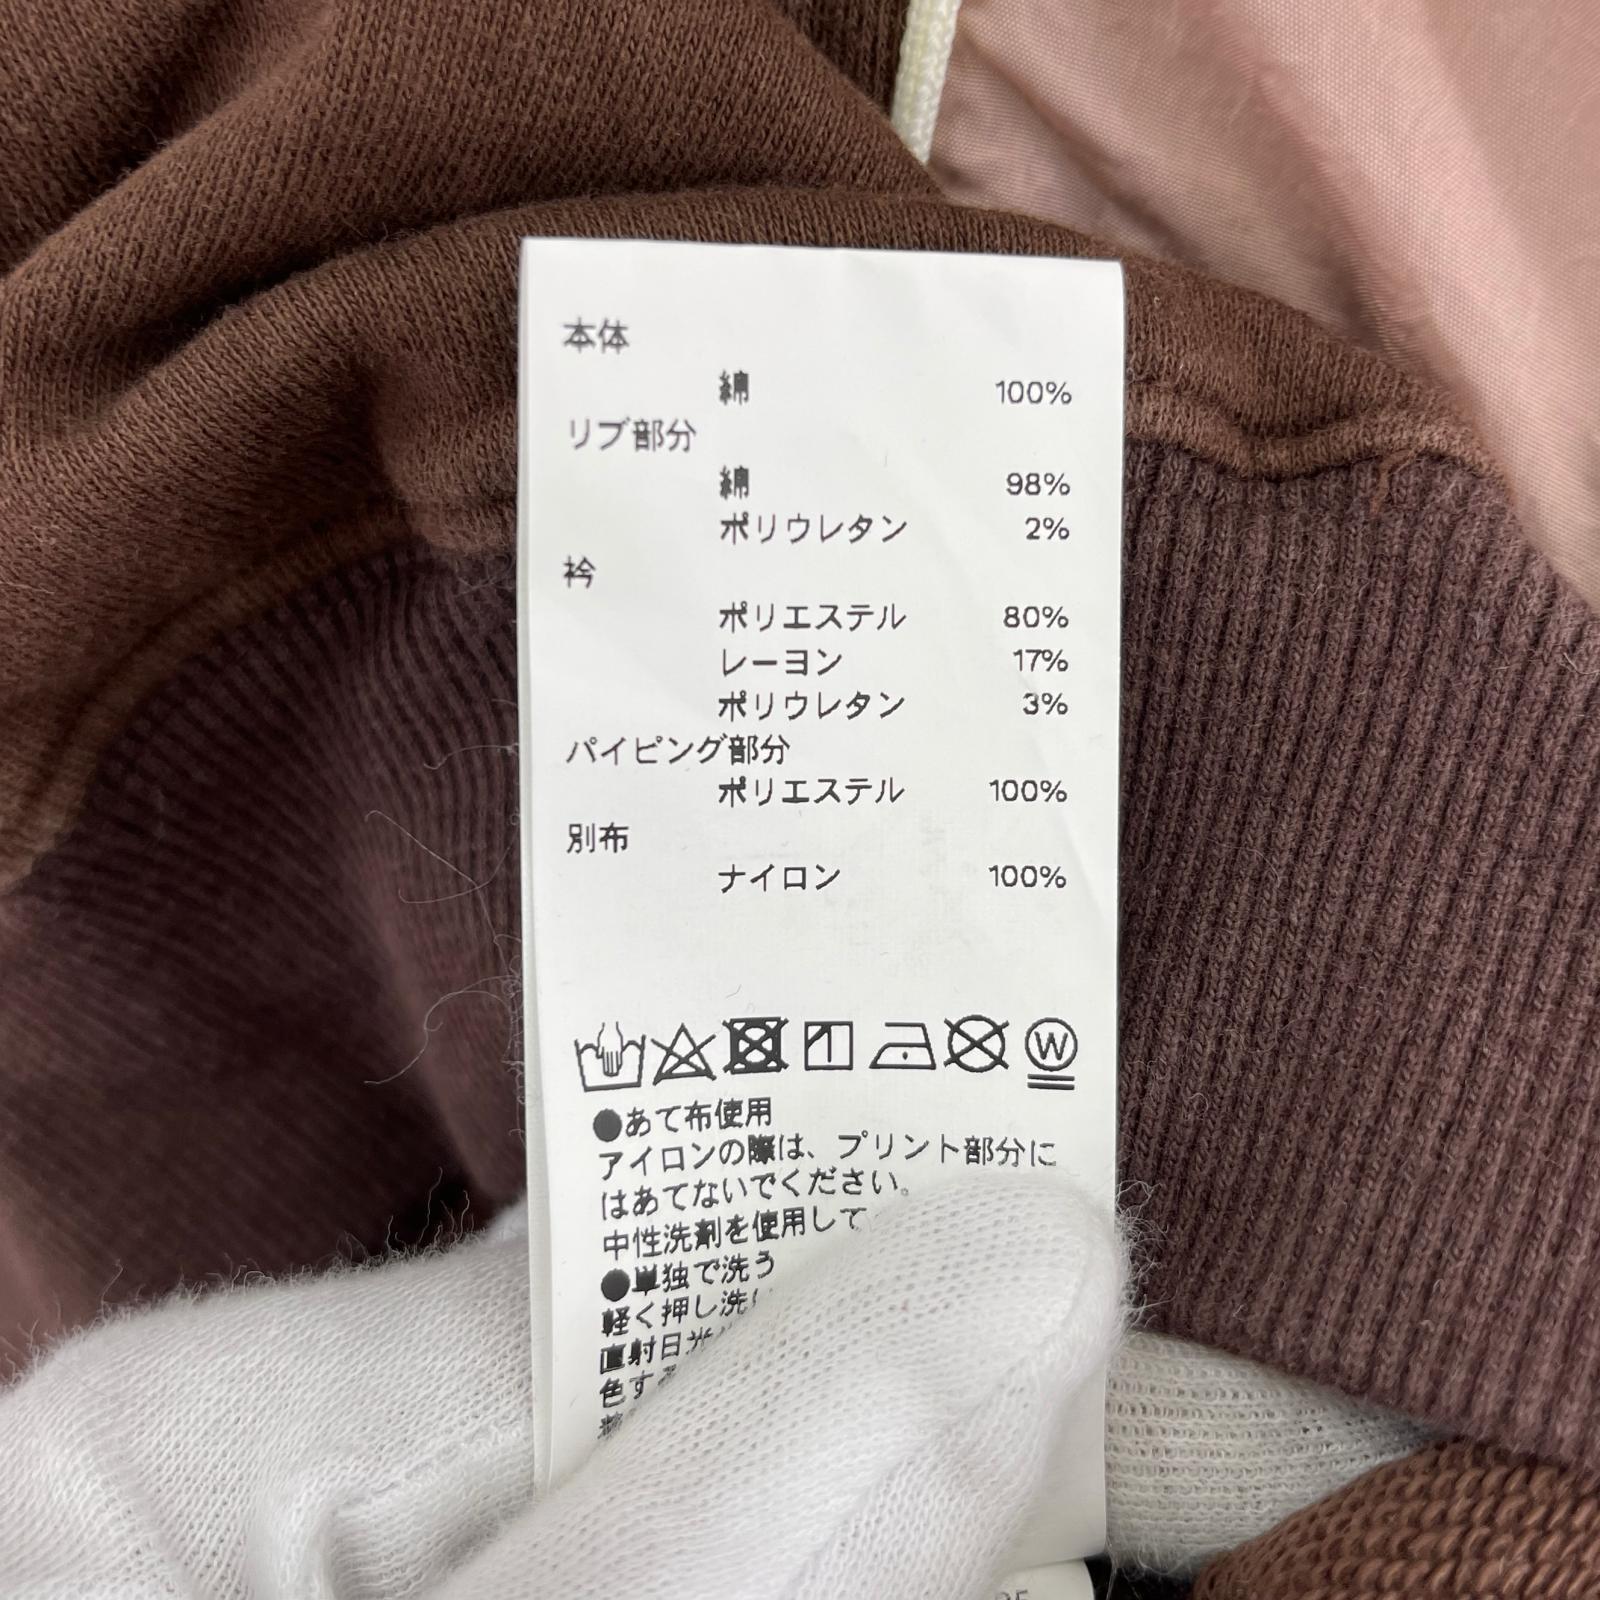 本体
綿 100%
リブ部分
綿 98%
ポリウレタン 2%
衿
ポリエステル 80%
レーヨン 17%
ポリウレタン 3%
パイピング部分
ポリエステル 100%
別布
ナイロン 100%
W
●あて布使用
アイロンの際は、プリント部分に
はあてないでください。
中性洗剤を使用して
●単独で洗う
軽く押し洗い
直射日光
色する